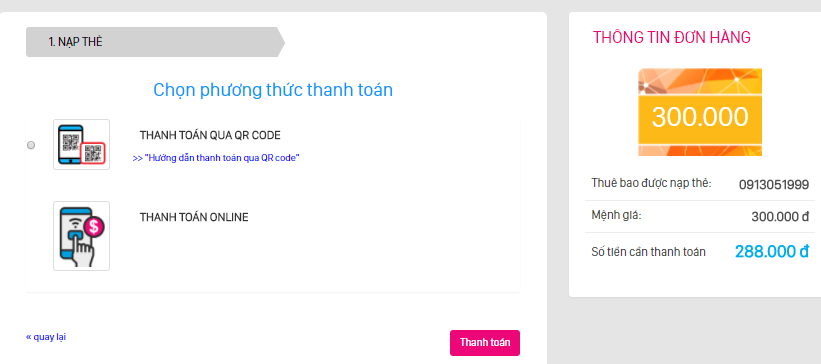 1. NẠP THẺ
Chọn phương thức thanh toán
THANH TOÁN QUA QR CODE
>> "Hướng dẫn thanh toán qua QR code"
THANH TOÁN ONLINE
$
« quay lại
Thanh toán
THÔNG TIN ĐƠN HÀNG
300.000
Thuê bao được nạp thẻ: 0913051999
Mệnh giá: 300.000 đ
Số tiền cần thanh toán 288.000 đ